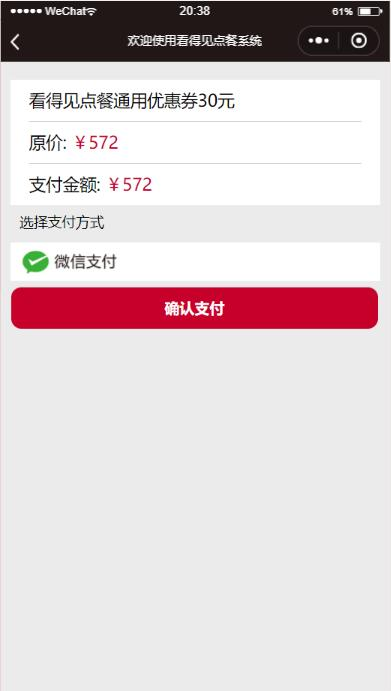 ●●●●● WeChat 20:38 61%
欢迎使用看得见点餐系统
看得见点餐通用优惠券30元
原价: ￥572
支付金额: ￥572
选择支付方式
微信支付
确认支付